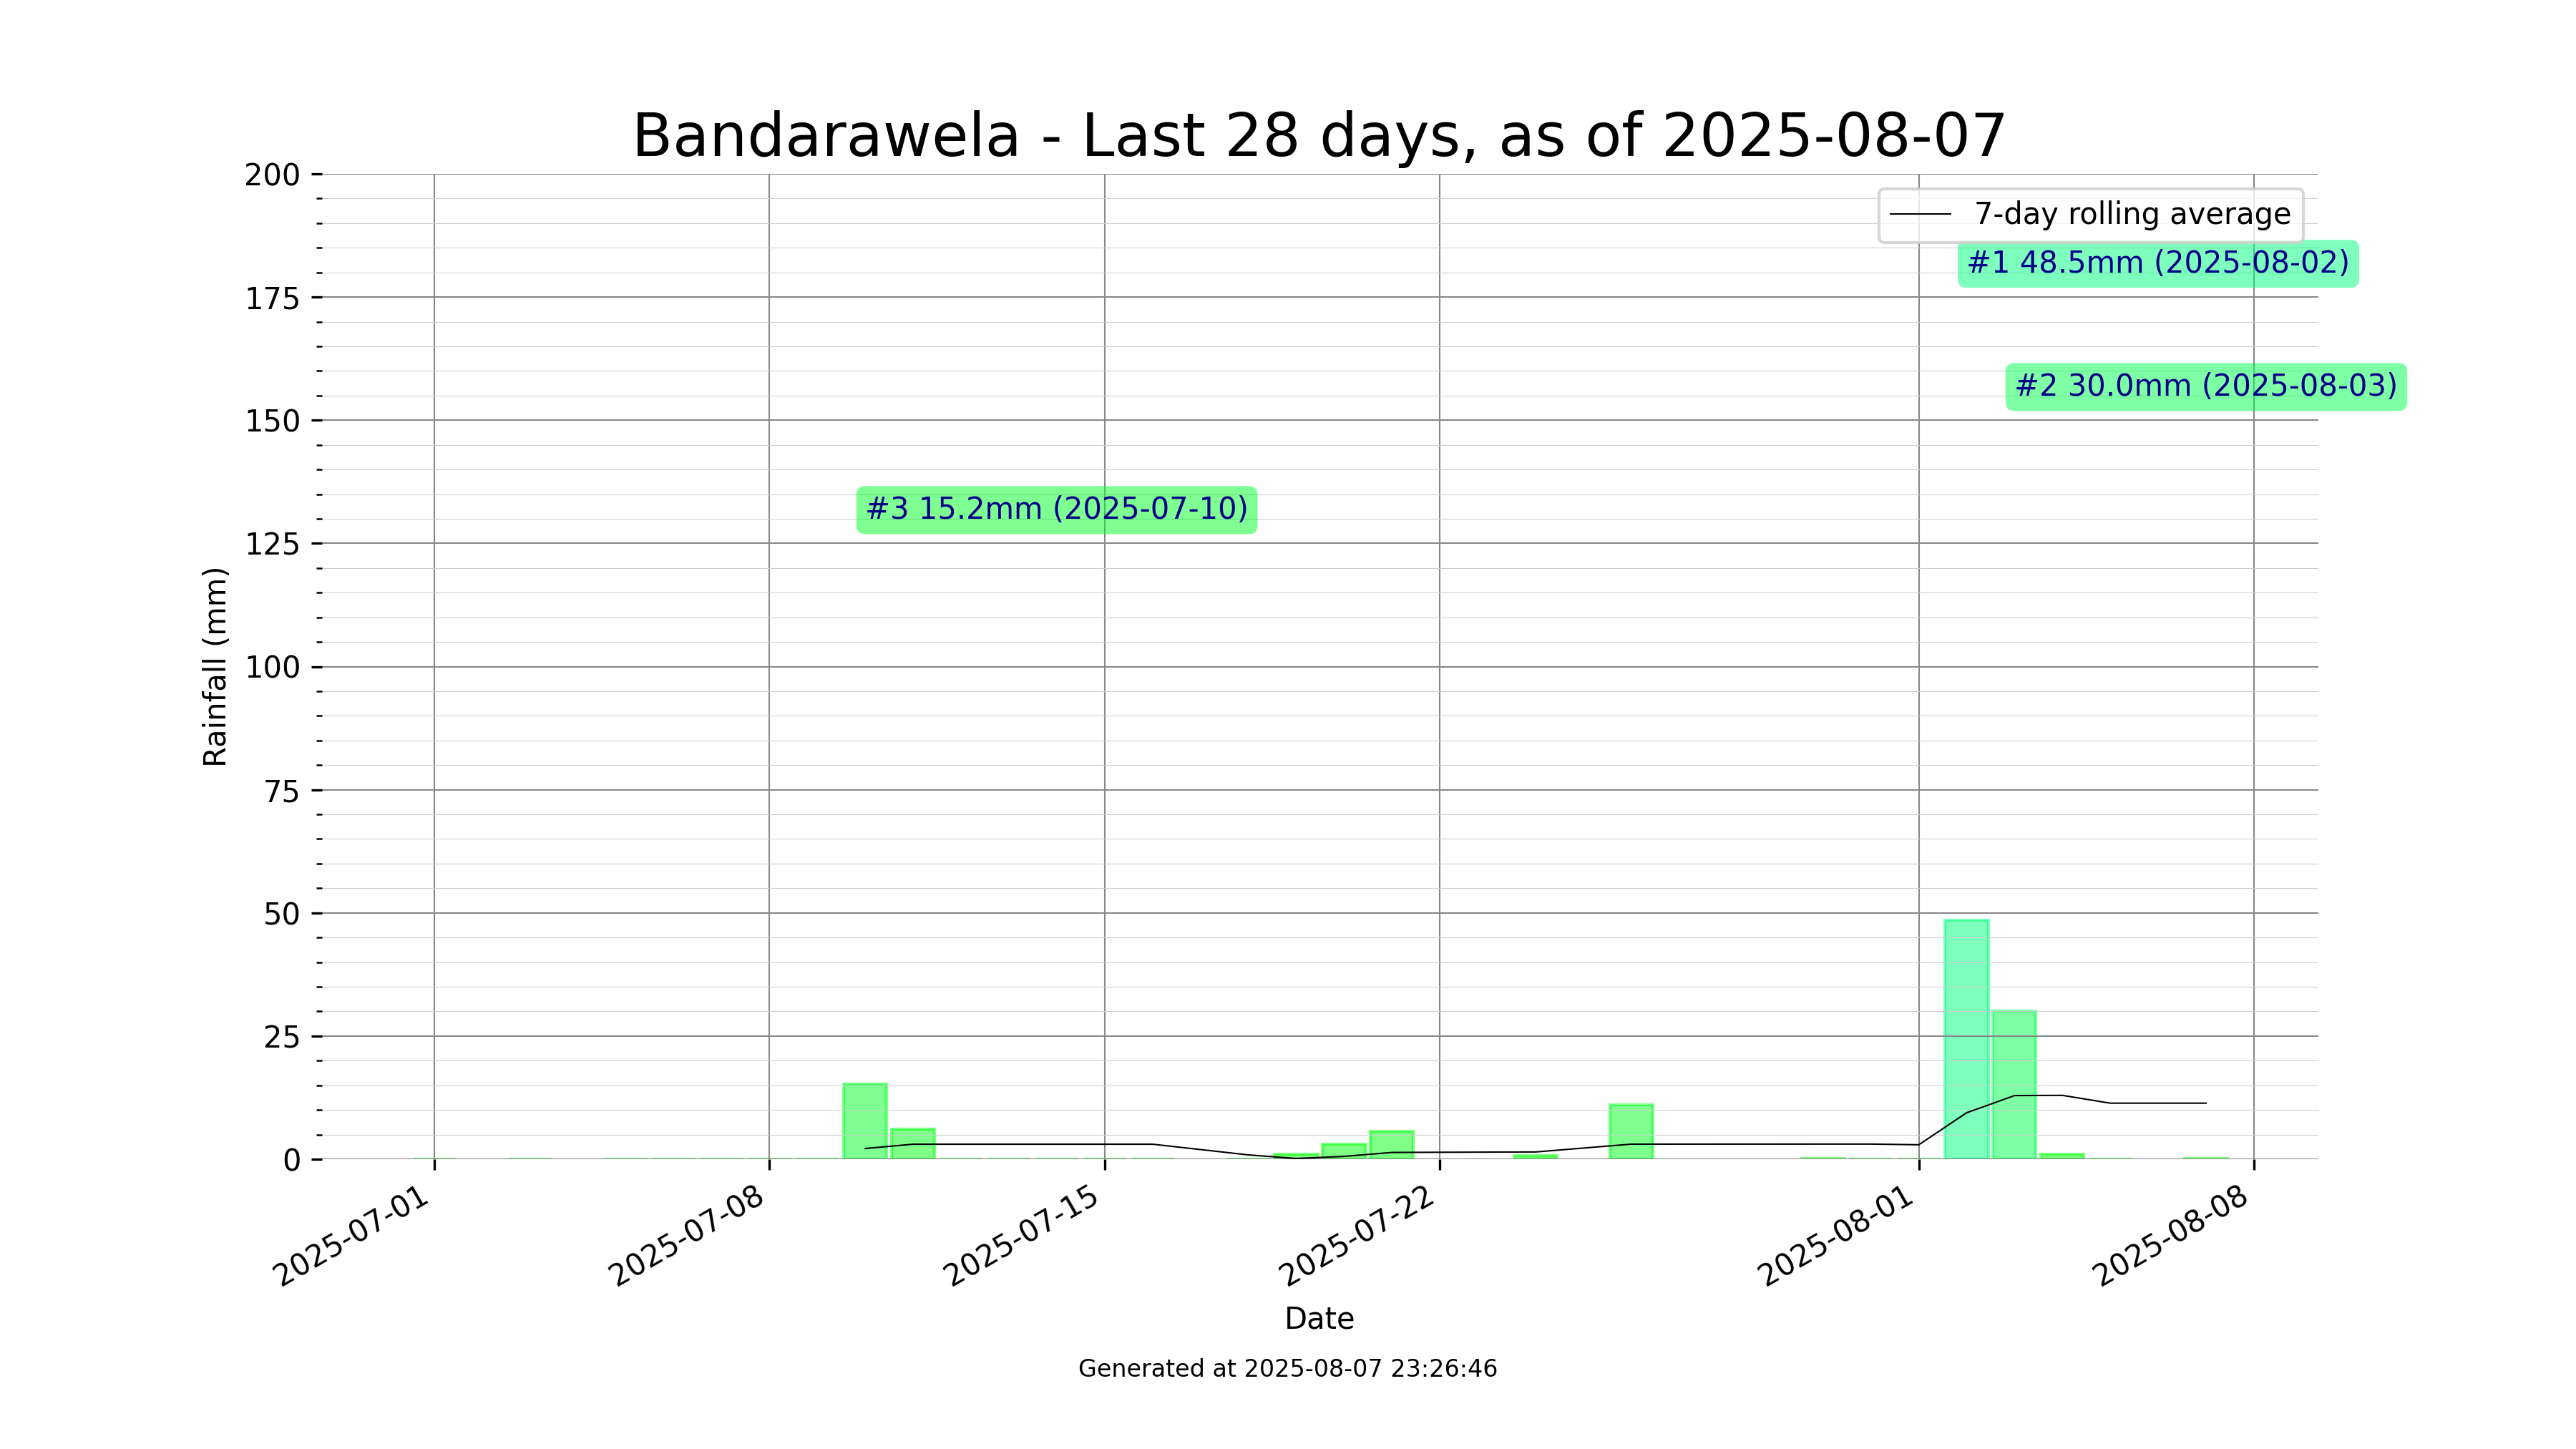 Bandarawela - Last 28 days, as of 2025-08-07
200
175
150
125
100
75
50
25
0
Rainfall (mm)
7-day rolling average
#1 48.5mm (2025-08-02)
#2 30.0mm (2025-08-03)
#3 15.2mm (2025-07-10)
2025-07-01
2025-07-08
2025-07-15
2025-07-22
2025-08-01
2025-08-08
Date
Generated at 2025-08-07 23:26:46